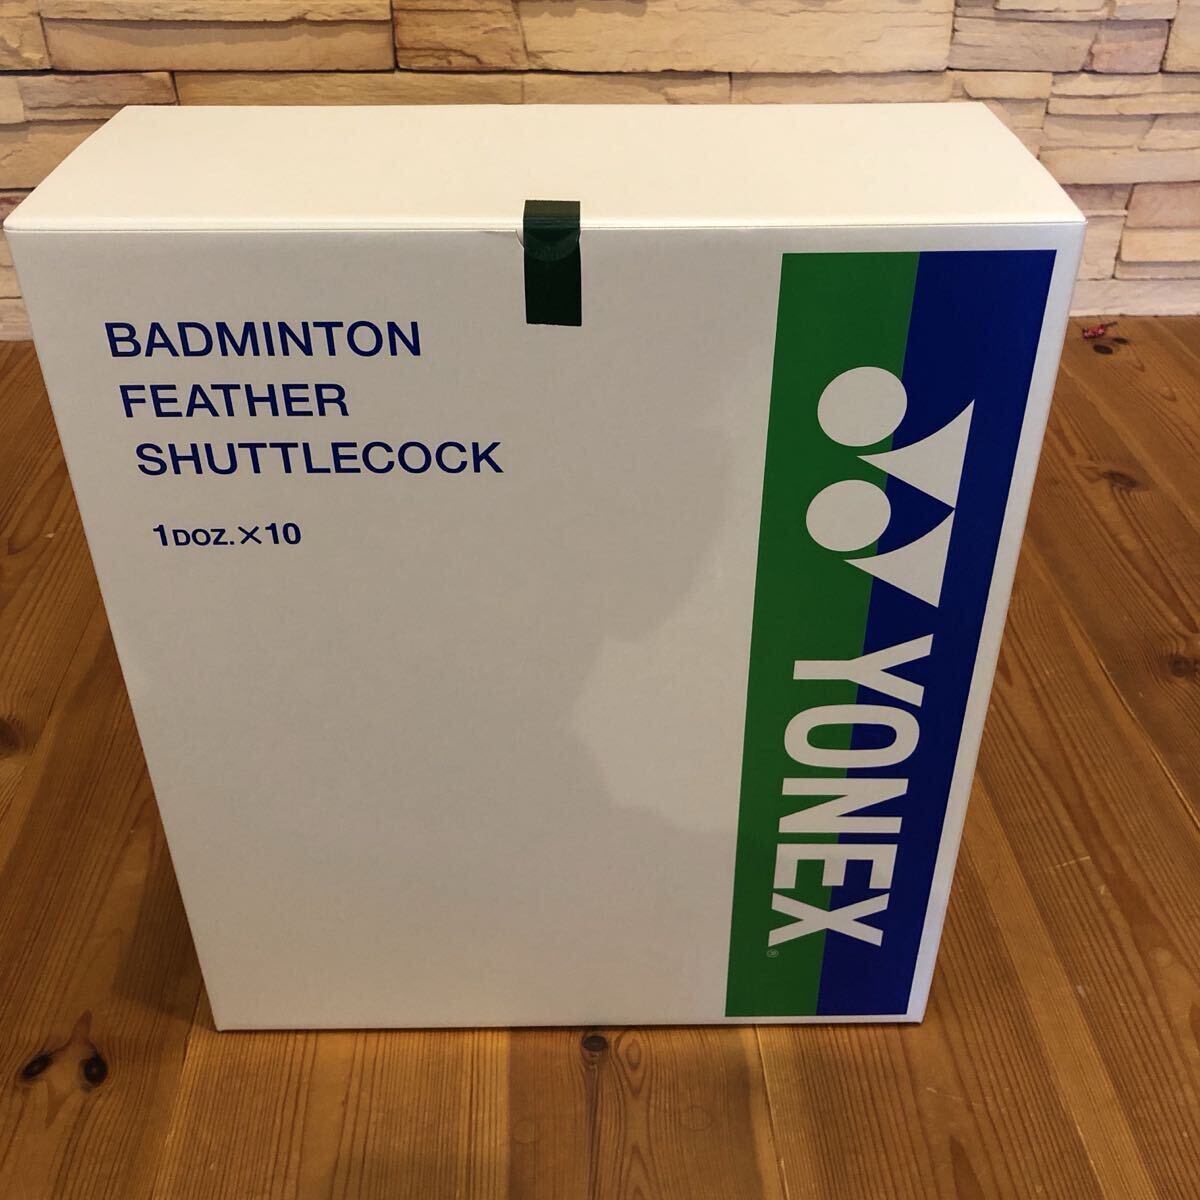 BADMINTON
FEATHER
SHUTTLECOCK
1DOZ.×10
YONEX®